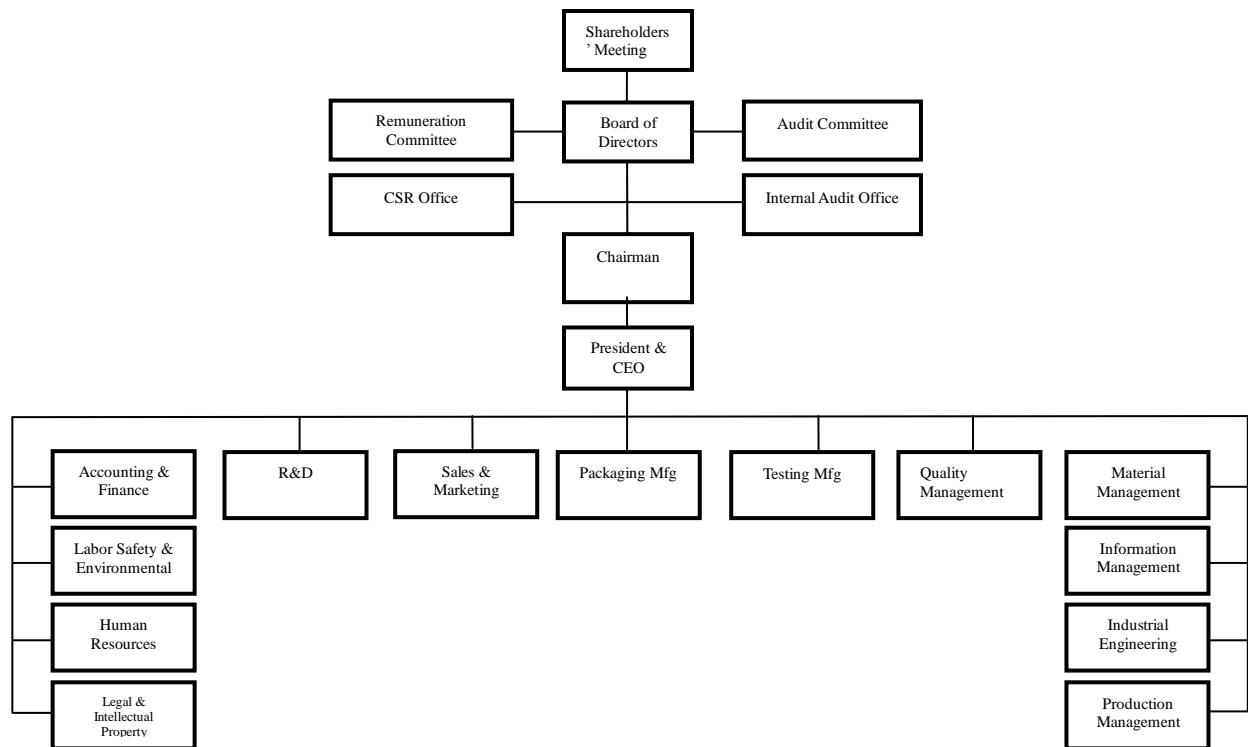 Shareholders
’ Meeting
Remuneration
Committee
Board of
Directors
Audit Committee
CSR Office
Internal Audit Office
Chairman
President &
CEO
Accounting &
Finance
R&D
Sales &
Marketing
Packaging Mfg
Testing Mfg
Quality
Management
Material
Management
Labor Safety &
Environmental
Information
Management
Human
Resources
Industrial
Engineering
Legal &
Intellectual
Property
Production
Management